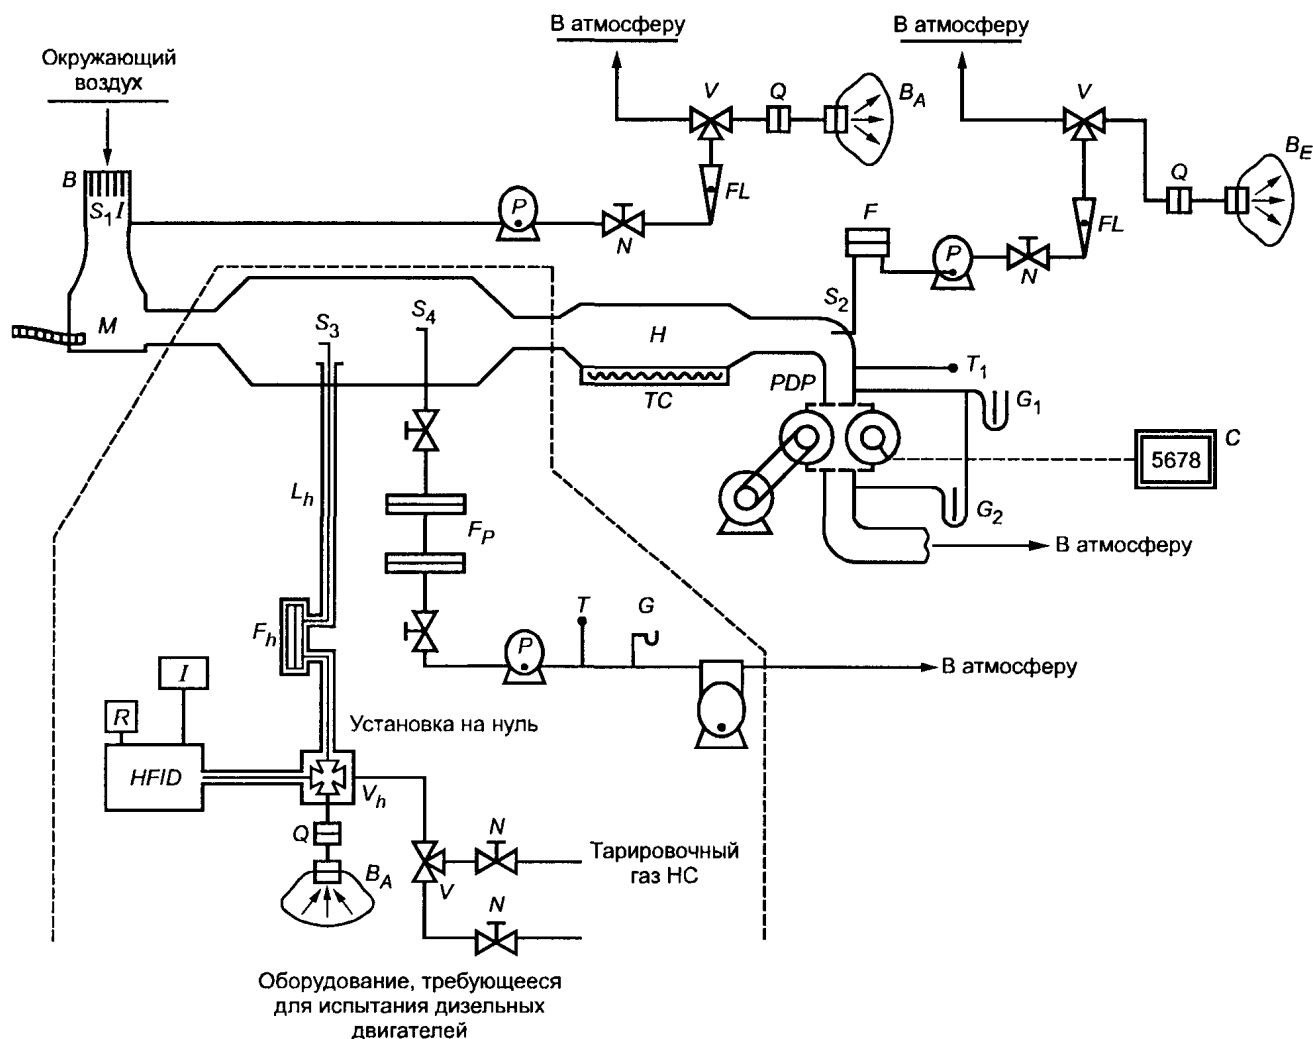 В атмосферу
В атмосферу
Окружающий
воздух
V
Q
B_A
V
B_E
Q
B
S_1 I
P
N
FL
F
P
N
FL
S_2
M
S_3
S_4
H
TC
PDP
T_1
G_1
C
5678
G_2
В атмосферу
L_h
F_P
F_h
T
G
P
В атмосферу
I
R
Установка на нуль
HFID
V_h
Q
N
Тарировочный
газ НС
B_A
V
N
Оборудование, требующееся
для испытания дизельных
двигателей